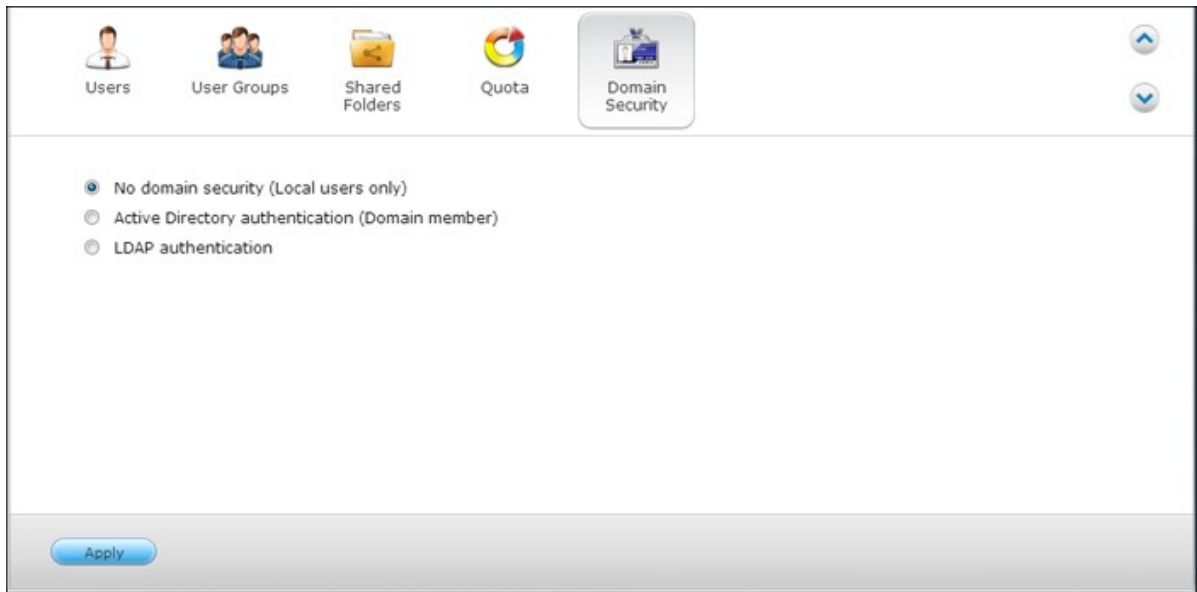 Users
User Groups
Shared
Folders
Quota
Domain
Security
No domain security (Local users only)
Active Directory authentication (Domain member)
LDAP authentication
Apply